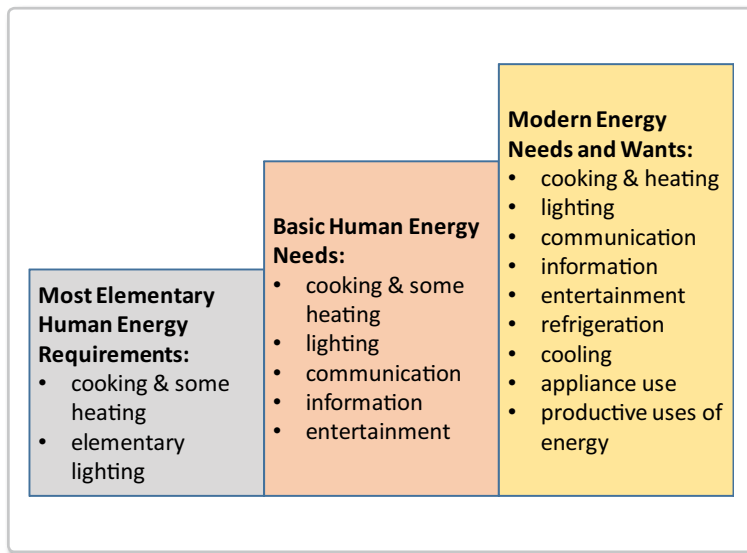 Most Elementary
Human Energy
Requirements:
• cooking & some
heating
• elementary
lighting
Basic Human Energy
Needs:
• cooking & some
heating
• lighting
• communication
• information
• entertainment
Modern Energy
Needs and Wants:
• cooking & heating
• lighting
• communication
• information
• entertainment
• refrigeration
• cooling
• appliance use
• productive uses of
energy